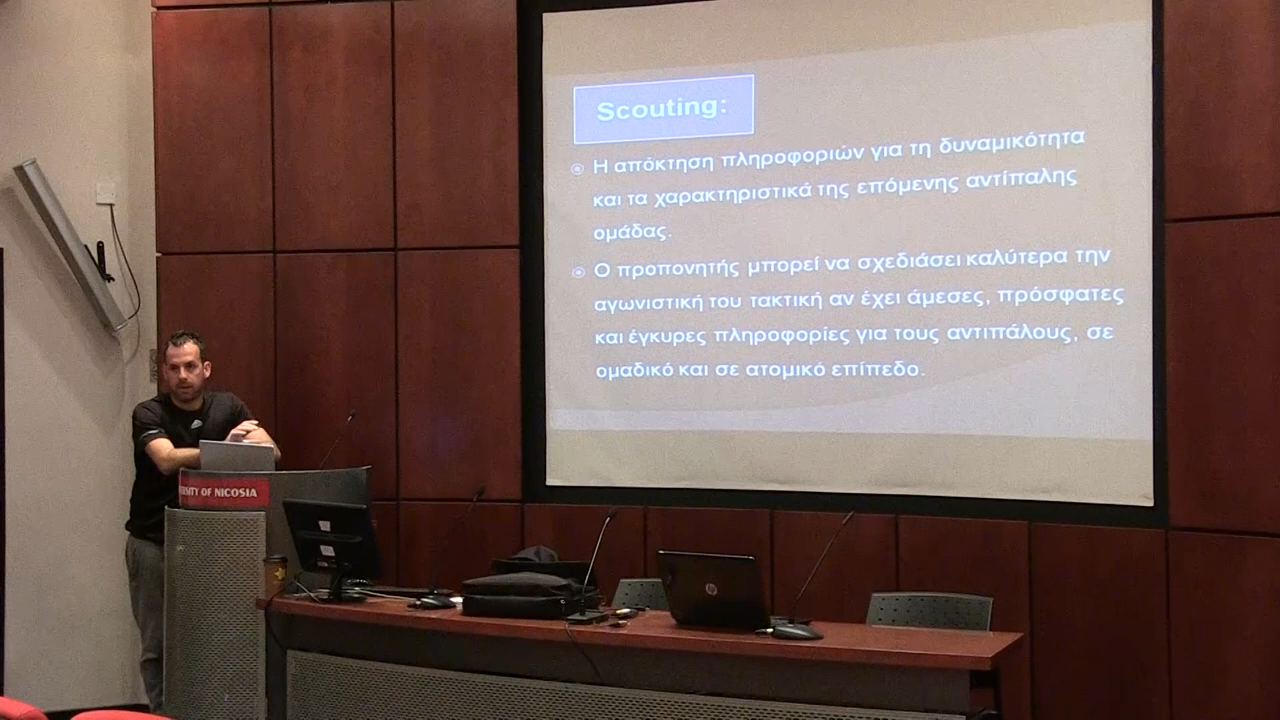 Scouting:
Η απόκτηση πληροφοριών για τη δυναμικότητα
και τα χαρακτηριστικά της επόμενης αντίπαλης
ομάδας.
Ο προπονητής μπορεί να σχεδιάσει καλύτερα την
αγωνιστική του τακτική αν έχει άμεσες, πρόσφατες
και έγκυρες πληροφορίες για τους αντιπάλους, σε
ομαδικό και σε ατομικό επίπεδο.
OF NICOSIA
hp